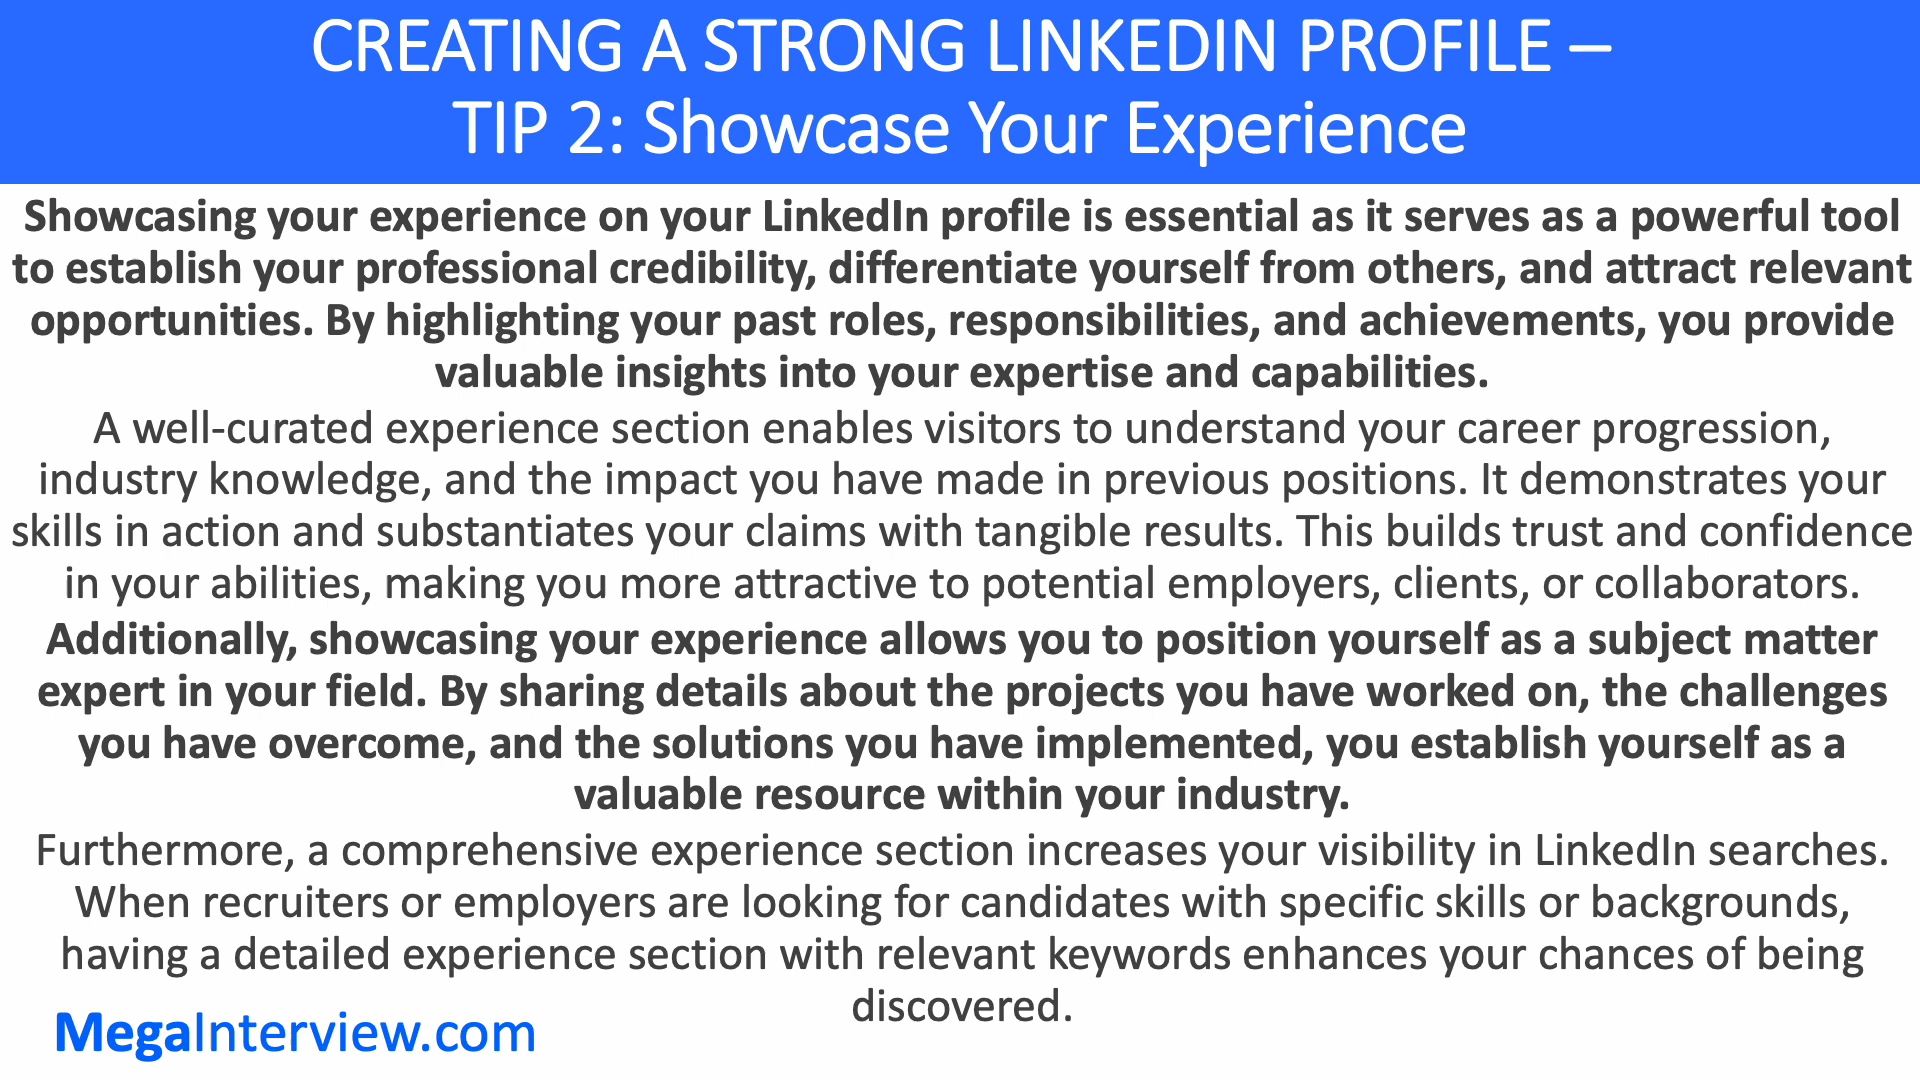 CREATING A STRONG LINKEDIN PROFILE –
TIP 2: Showcase Your Experience
Showcasing your experience on your LinkedIn profile is essential as it serves as a powerful tool
to establish your professional credibility, differentiate yourself from others, and attract relevant
opportunities. By highlighting your past roles, responsibilities, and achievements, you provide
valuable insights into your expertise and capabilities.
A well-curated experience section enables visitors to understand your career progression,
industry knowledge, and the impact you have made in previous positions. It demonstrates your
skills in action and substantiates your claims with tangible results. This builds trust and confidence
in your abilities, making you more attractive to potential employers, clients, or collaborators.
Additionally, showcasing your experience allows you to position yourself as a subject matter
expert in your field. By sharing details about the projects you have worked on, the challenges
you have overcome, and the solutions you have implemented, you establish yourself as a
valuable resource within your industry.
Furthermore, a comprehensive experience section increases your visibility in LinkedIn searches.
When recruiters or employers are looking for candidates with specific skills or backgrounds,
having a detailed experience section with relevant keywords enhances your chances of being
discovered.
MegaInterview.com